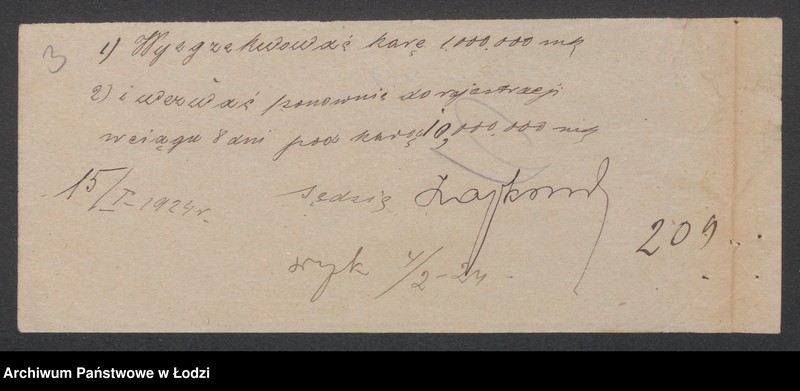 3
1) Wyegzekwować karę 1.000.000 mk
2) i wezwać ponownie do rejestracji
w ciągu 8 dni pod karą 10,000.000 mk
15/I-1924 r.
Sędzia
wyk 4/2-24
209
Archiwum Państwowe w Łodzi